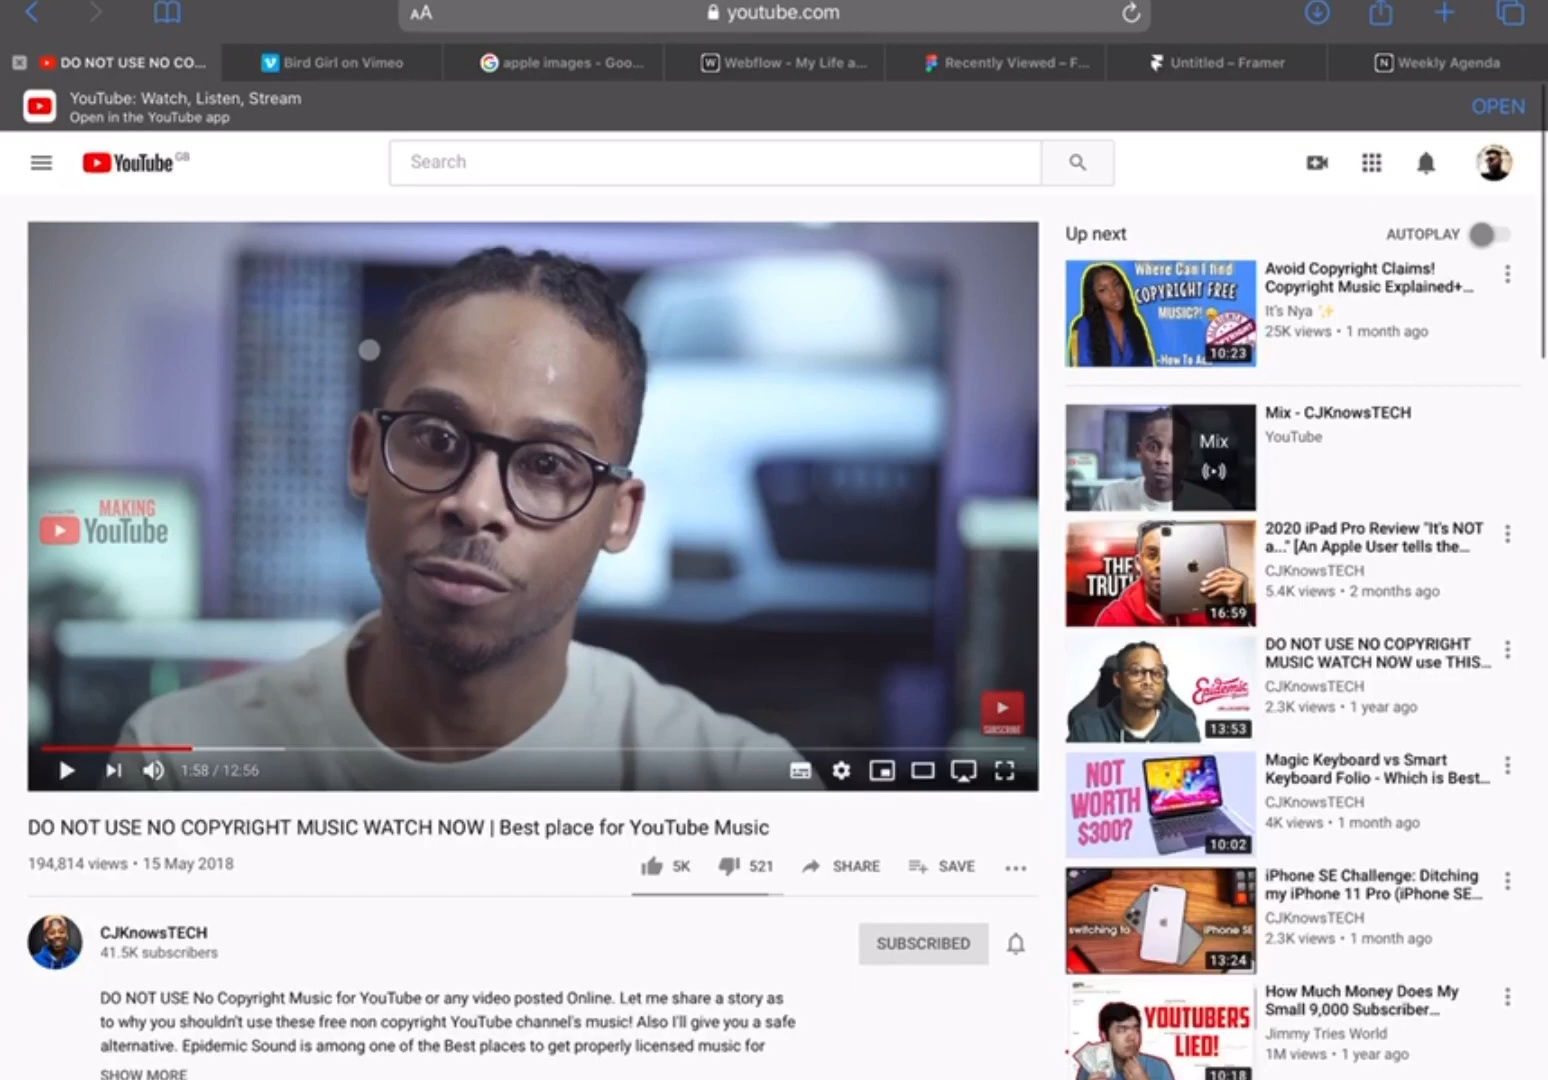 AA
youtube.com
DO NOT USE NO CO...
Bird Girl on Vimeo
apple images - Goo...
Webflow - My Life a...
Recently Viewed – F...
Untitled – Framer
Weekly Agenda
YouTube: Watch, Listen, Stream
Open in the YouTube app
OPEN
YouTube GB
Search
MAKING
YouTube
SUBSCRIBE
1:58 / 12:56
DO NOT USE NO COPYRIGHT MUSIC WATCH NOW | Best place for YouTube Music
194,814 views • 15 May 2018
5K
521
SHARE
SAVE
CJKnowsTECH
41.5K subscribers
SUBSCRIBED
DO NOT USE No Copyright Music for YouTube or any video posted Online. Let me share a story as
to why you shouldn't use these free non copyright YouTube channel's music! Also I'll give you a safe
alternative. Epidemic Sound is among one of the Best places to get properly licensed music for
SHOW MORE
Up next
AUTOPLAY
Where Can I find
COPYRIGHT FREE
MUSIC?!
10:23
Avoid Copyright Claims!
Copyright Music Explained+...
It's Nya ✨
25K views • 1 month ago
Mix
Mix - CJKnowsTECH
YouTube
THE
TRUTH
16:59
2020 iPad Pro Review "It's NOT
a..." [An Apple User tells the...
CJKnowsTECH
5.4K views • 2 months ago
Epidemic
13:53
DO NOT USE NO COPYRIGHT
MUSIC WATCH NOW use THIS...
CJKnowsTECH
2.3K views • 1 year ago
NOT
WORTH
$300?
10:02
Magic Keyboard vs Smart
Keyboard Folio - Which is Best...
CJKnowsTECH
4K views • 1 month ago
switching to
iPhone SE
13:24
iPhone SE Challenge: Ditching
my iPhone 11 Pro (iPhone SE...
CJKnowsTECH
2.3K views • 1 month ago
YOUTUBERS
LIED!
10:18
How Much Money Does My
Small 9,000 Subscriber...
Jimmy Tries World
1M views • 1 year ago